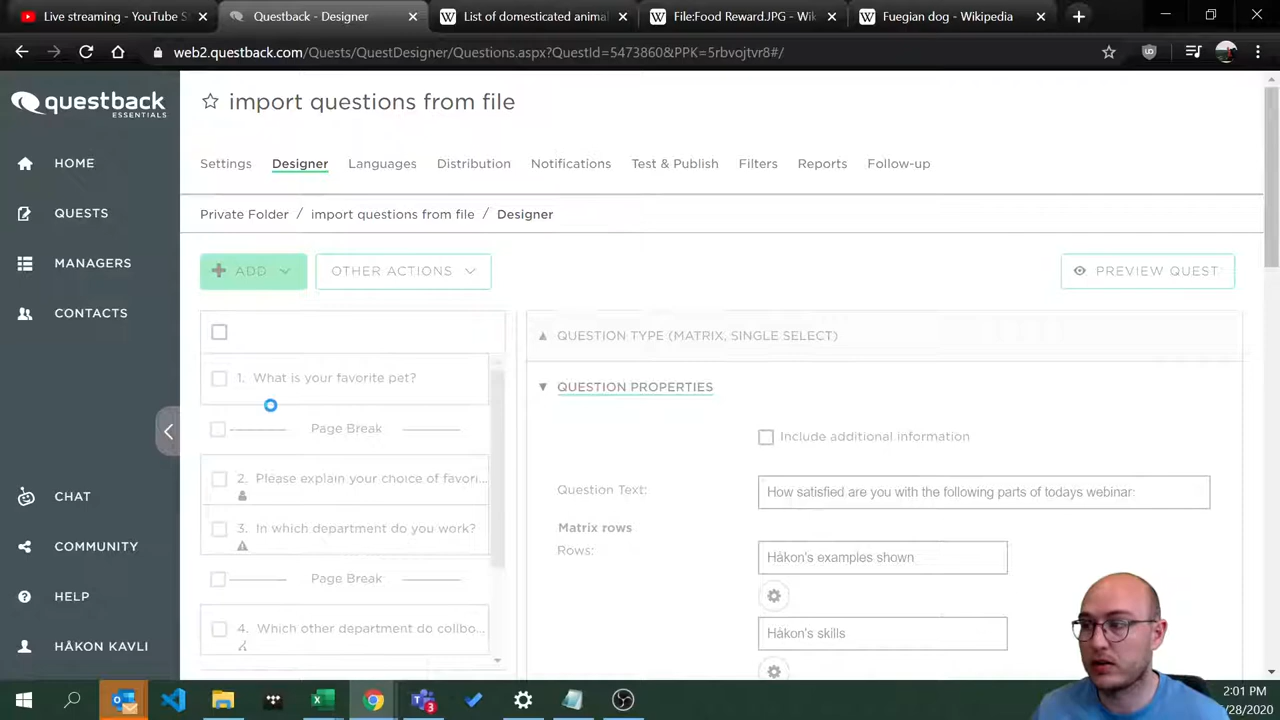 Live streaming - YouTube S
Questback - Designer
List of domesticated anima
File:Food Reward.JPG - Wik
Fuegian dog - Wikipedia
web2.questback.com/Quests/QuestDesigner/Questions.aspx?QuestId=5473860&PPK=5rbvojtvr8#/
questback
ESSENTIALS
import questions from file
HOME
QUESTS
MANAGERS
CONTACTS
CHAT
COMMUNITY
HELP
HÅKON KAVLI
Settings
Designer
Languages
Distribution
Notifications
Test & Publish
Filters
Reports
Follow-up
Private Folder / import questions from file / Designer
ADD
OTHER ACTIONS
PREVIEW QUEST
1. What is your favorite pet?
Page Break
2. Please explain your choice of favori...
3. In which department do you work?
Page Break
4. Which other department do collbo...
QUESTION TYPE (MATRIX, SINGLE SELECT)
QUESTION PROPERTIES
Include additional information
Question Text:
How satisfied are you with the following parts of todays webinar:
Matrix rows
Rows:
Håkon's examples shown
Håkon's skills
3
2:01 PM
/28/2020